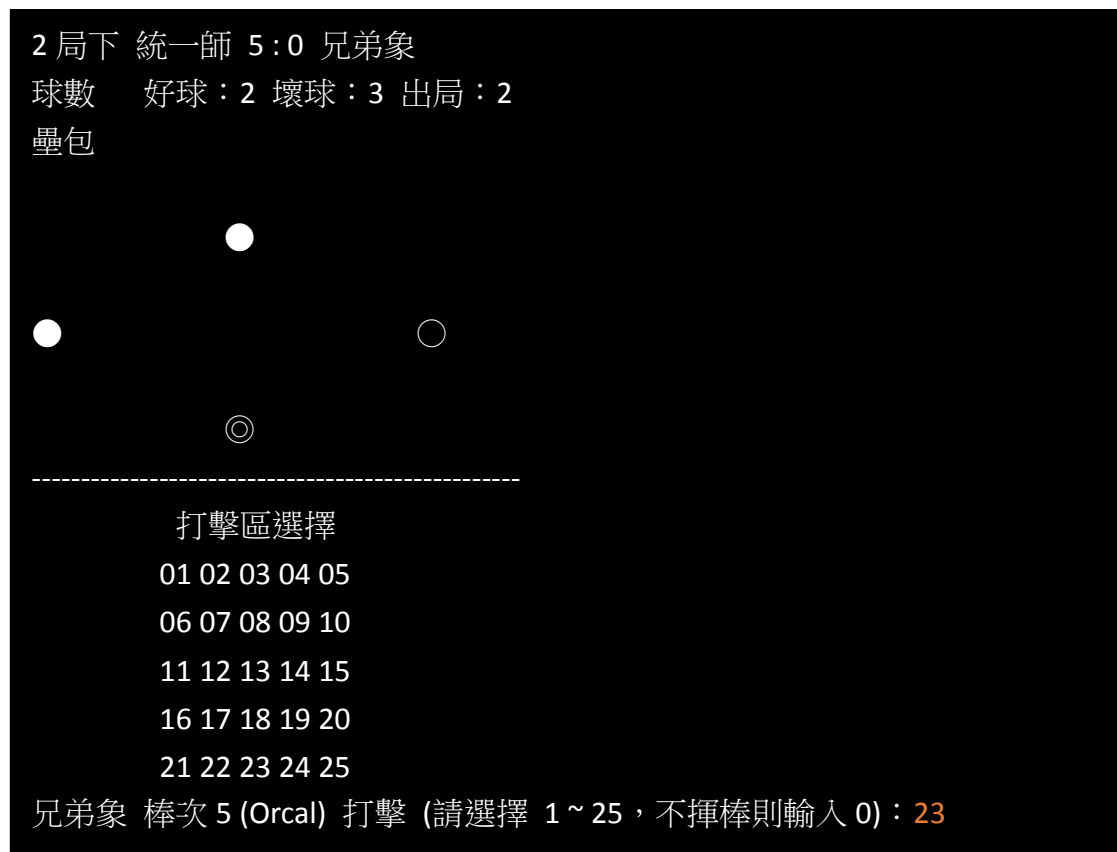 2 局下 統一師 5 : 0 兄弟象
球數 好球：2 壞球：3 出局：2
壘包
●
● ○
◎
--------------------------------------------------
打擊區選擇
01 02 03 04 05
06 07 08 09 10
11 12 13 14 15
16 17 18 19 20
21 22 23 24 25
兄弟象 棒次 5 (Orcal) 打擊 (請選擇 1 ~ 25，不揮棒則輸入 0)：23